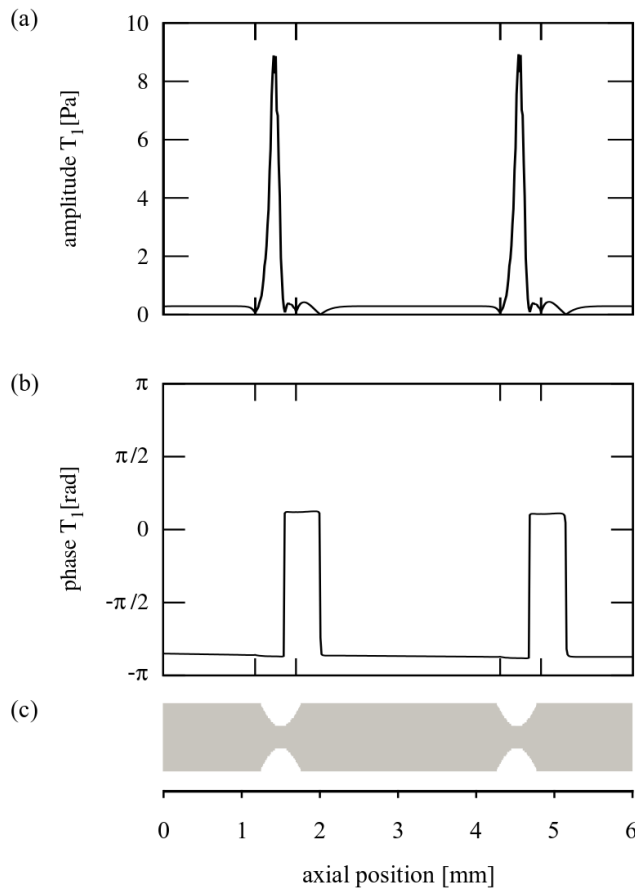 (a)
amplitude T1[Pa]
10
8
6
4
2
0
(b)
phase T1[rad]
π
π/2
0
-π/2
-π
(c)
0 1 2 3 4 5 6
axial position [mm]